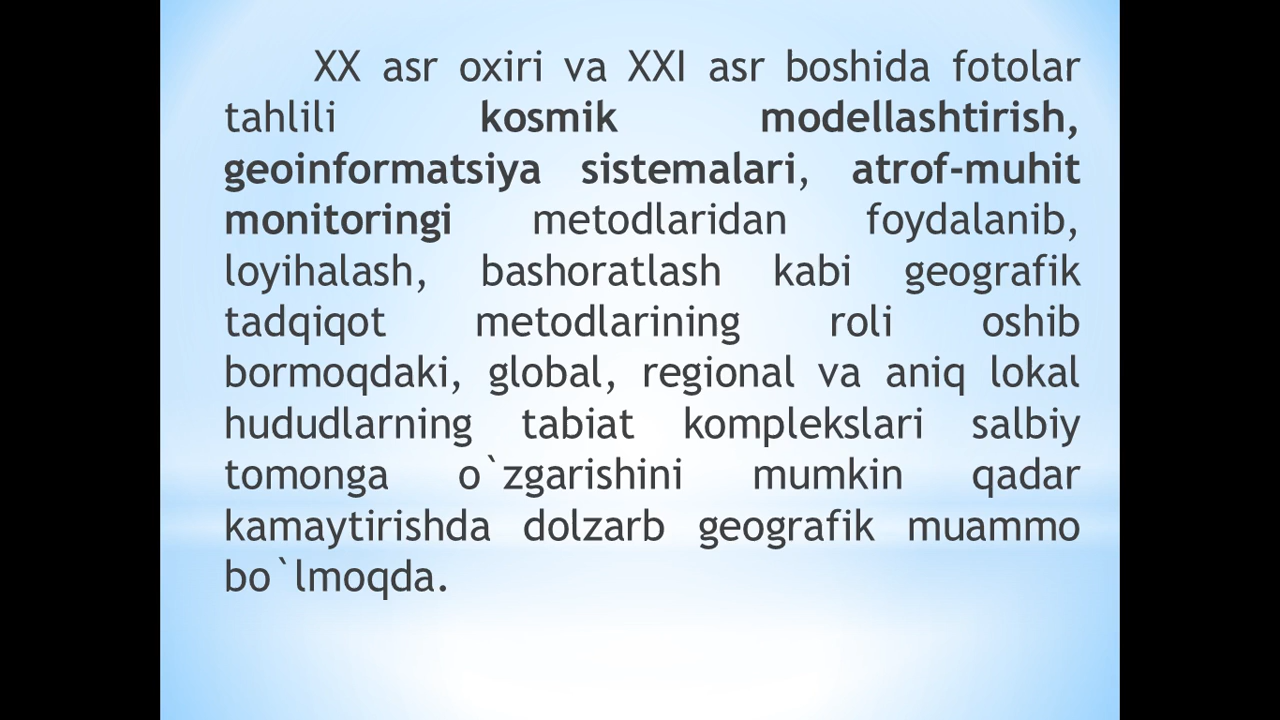 XX asr oxiri va XXI asr boshida fotolar
tahlili kosmik modellashtirish,
geoinformatsiya sistemalari, atrof-muhit
monitoringi metodlaridan foydalanib,
loyihalash, bashoratlash kabi geografik
tadqiqot metodlarining roli oshib
bormoqdaki, global, regional va aniq lokal
hududlarning tabiat komplekslari salbiy
tomonga o`zgarishini mumkin qadar
kamaytirishda dolzarb geografik muammo
bo`lmoqda.